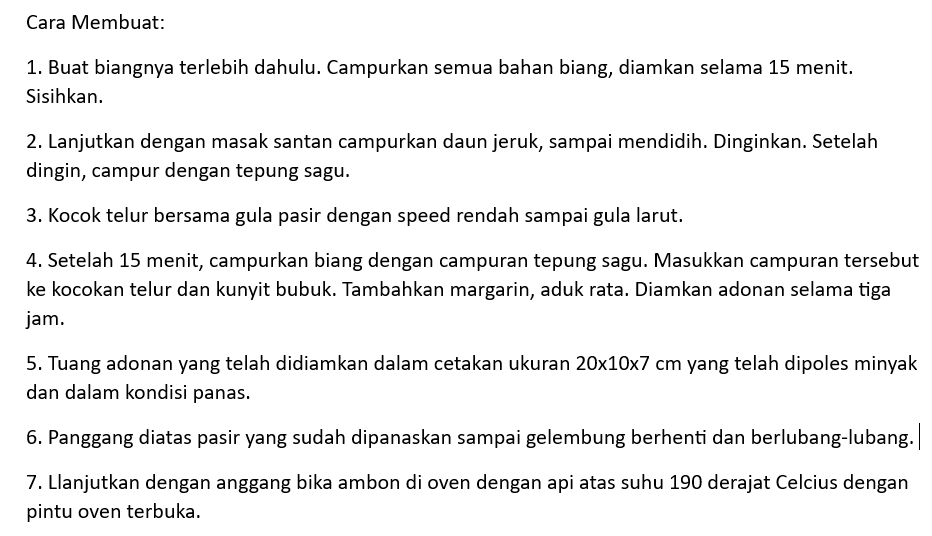 Cara Membuat:
1. Buat biangnya terlebih dahulu. Campurkan semua bahan biang, diamkan selama 15 menit.
Sisihkan.
2. Lanjutkan dengan masak santan campurkan daun jeruk, sampai mendidih. Dinginkan. Setelah
dingin, campur dengan tepung sagu.
3. Kocok telur bersama gula pasir dengan speed rendah sampai gula larut.
4. Setelah 15 menit, campurkan biang dengan campuran tepung sagu. Masukkan campuran tersebut
ke kocokan telur dan kunyit bubuk. Tambahkan margarin, aduk rata. Diamkan adonan selama tiga
jam.
5. Tuang adonan yang telah didiamkan dalam cetakan ukuran 20x10x7 cm yang telah dipoles minyak
dan dalam kondisi panas.
6. Panggang diatas pasir yang sudah dipanaskan sampai gelembung berhenti dan berlubang-lubang.
7. Llanjutkan dengan anggang bika ambon di oven dengan api atas suhu 190 derajat Celcius dengan
pintu oven terbuka.